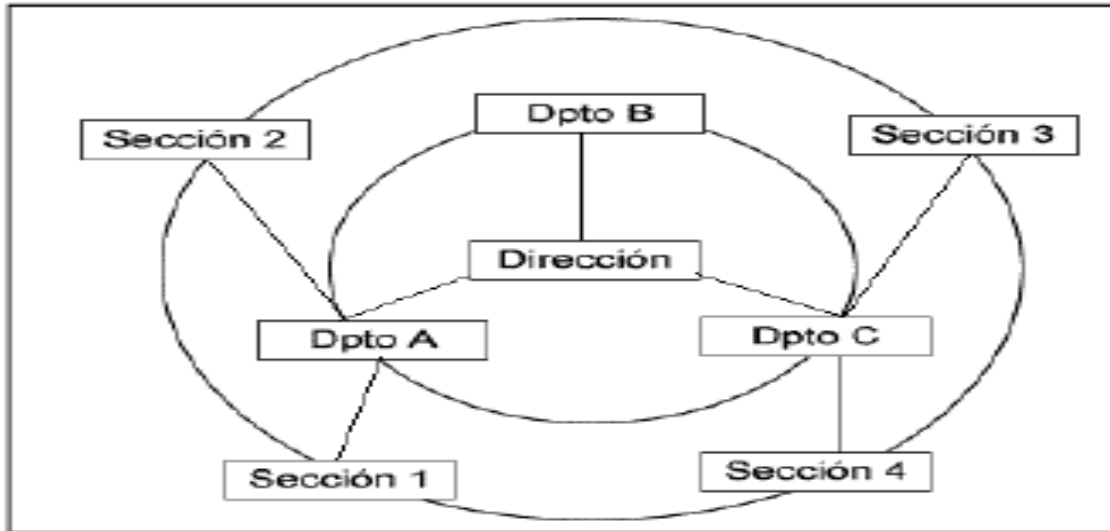 Dpto B
Sección 2
Sección 3
Dirección
Dpto A
Dpto C
Sección 1
Sección 4